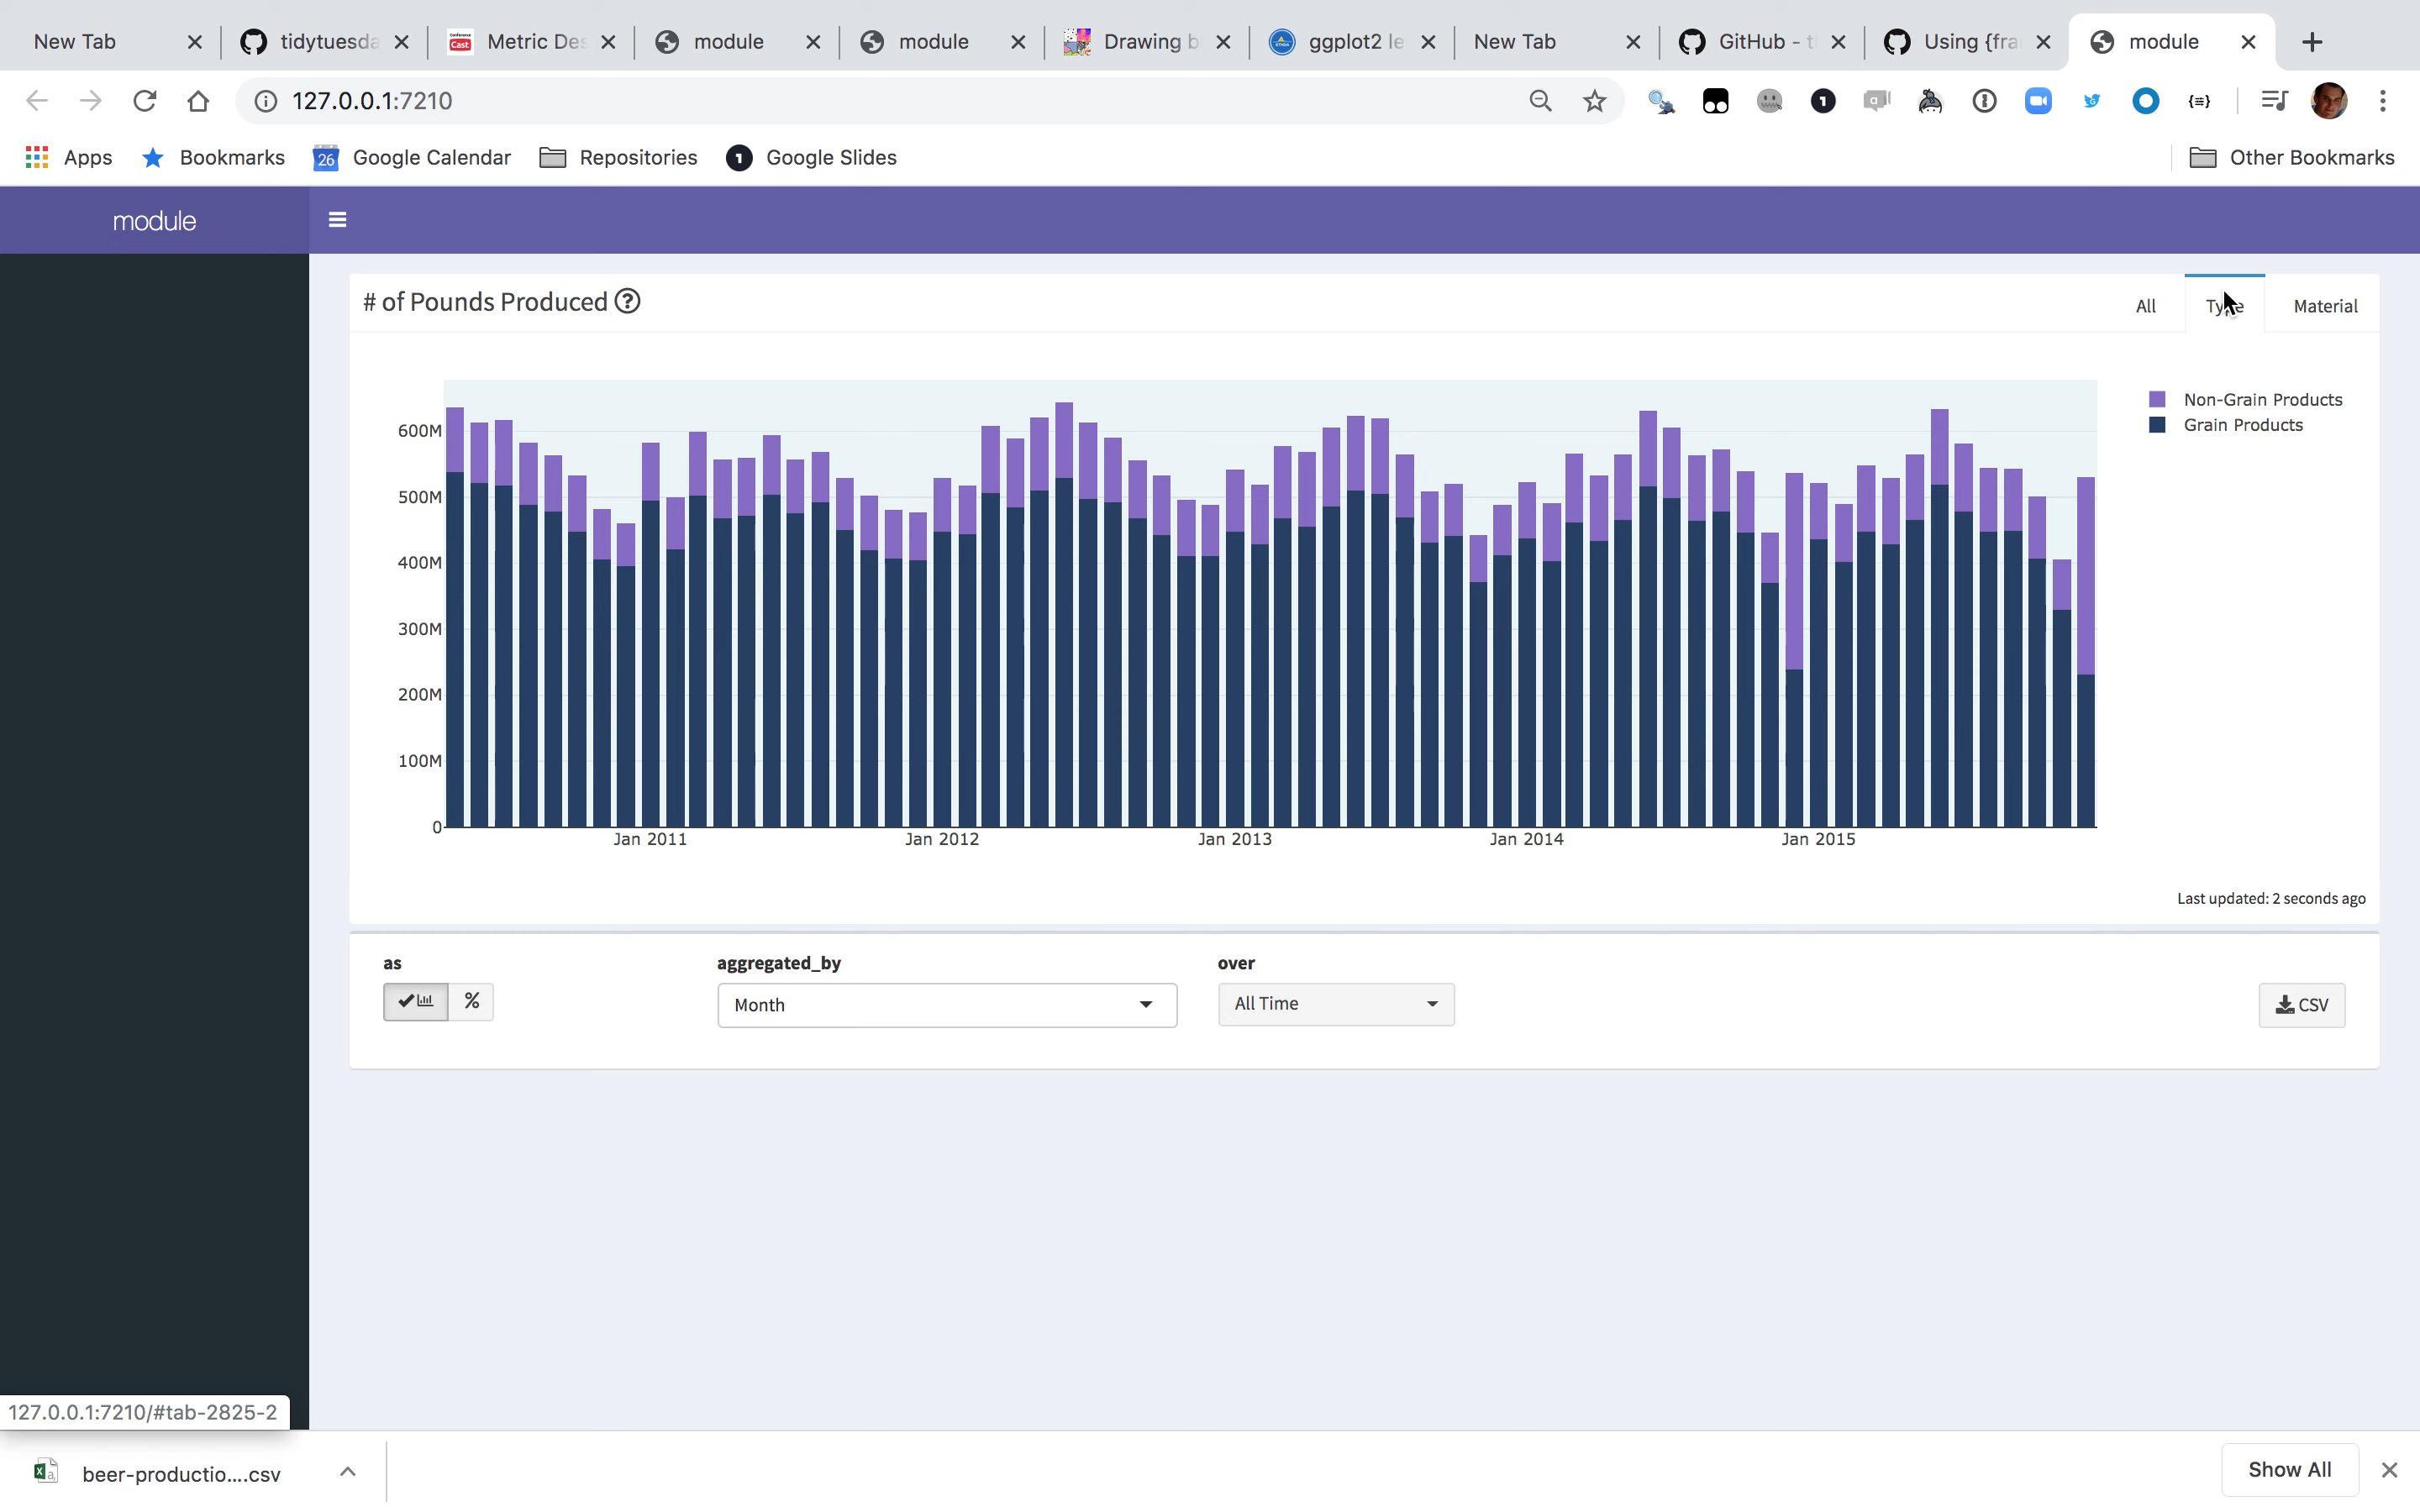 New Tab
tidytuesda
Metric Des
module
module
Drawing b
ggplot2 le
New Tab
GitHub - ti
Using {fra
module
127.0.0.1:7210
Apps
Bookmarks
26
Google Calendar
Repositories
Google Slides
Other Bookmarks
module
# of Pounds Produced
All
Type
Material
Non-Grain Products
Grain Products
600M
500M
400M
300M
200M
100M
0
Jan 2011
Jan 2012
Jan 2013
Jan 2014
Jan 2015
Last updated: 2 seconds ago
as
aggregated_by
over
%
Month
All Time
CSV
127.0.0.1:7210/#tab-2825-2
beer-productio....csv
Show All